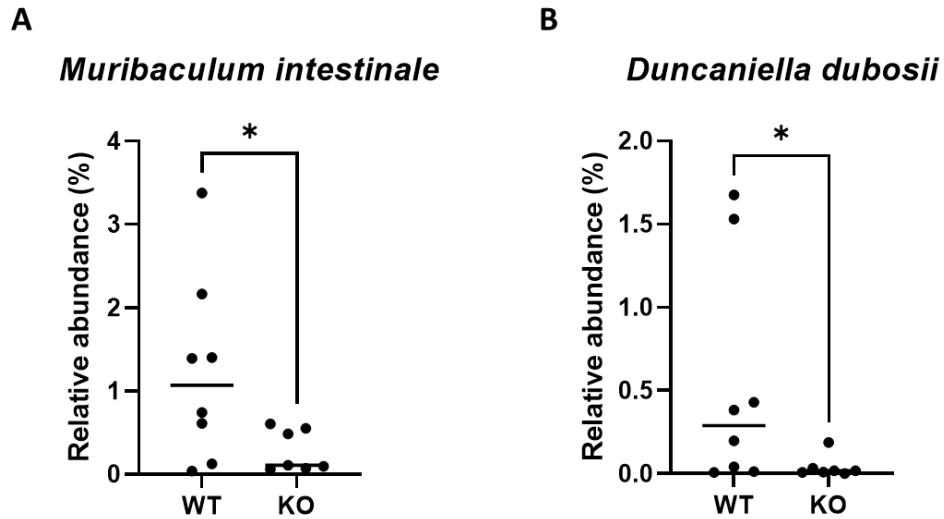 A
Muribaculum intestinale
*
Relative abundance (%)
4
3
2
1
0
WT KO
B
Duncaniella dubosii
*
Relative abundance (%)
2.0
1.5
1.0
0.5
0.0
WT KO